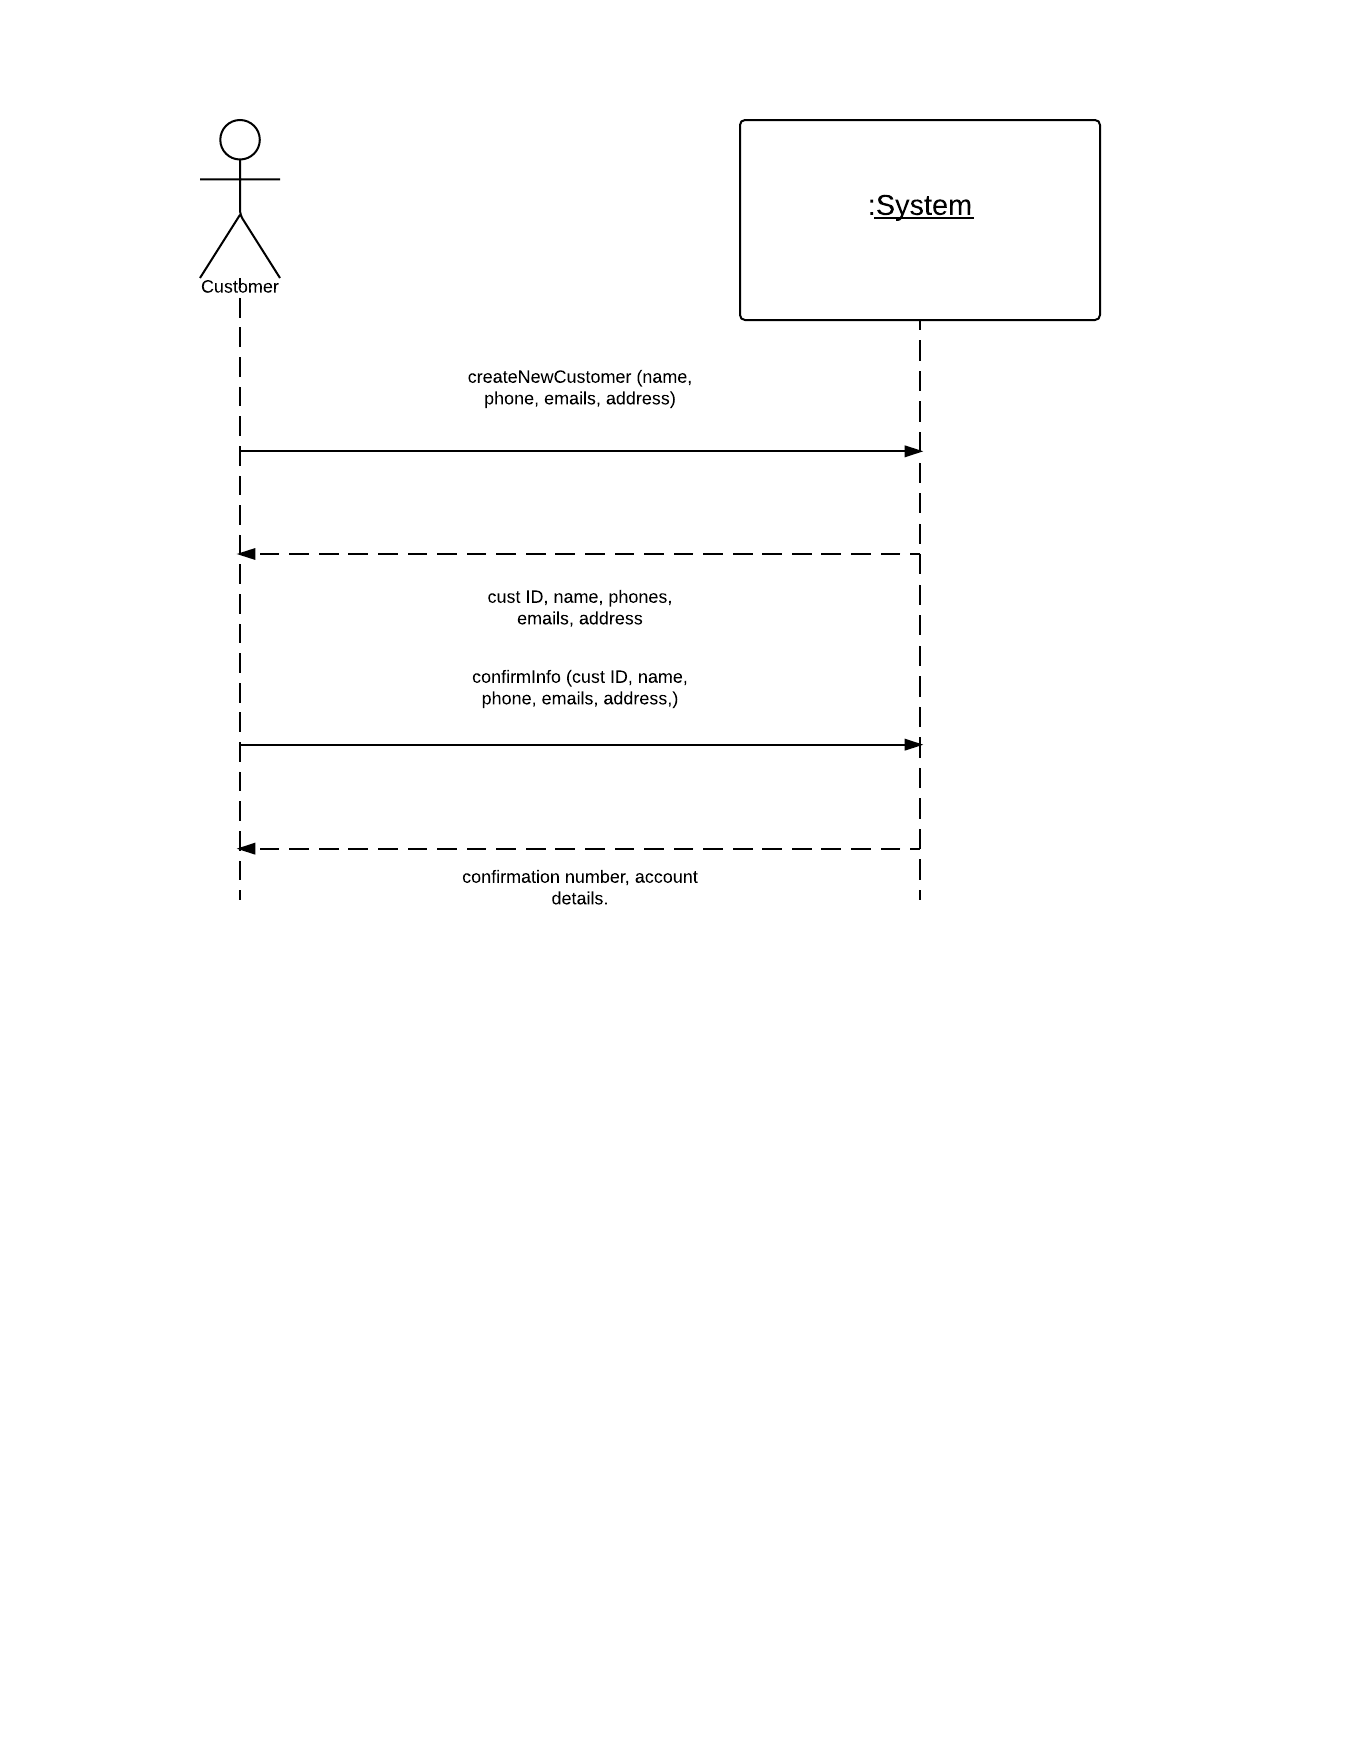 :System
Customer
createNewCustomer (name,
phone, emails, address)
cust ID, name, phones,
emails, address
confirmInfo (cust ID, name,
phone, emails, address,)
confirmation number, account
details.